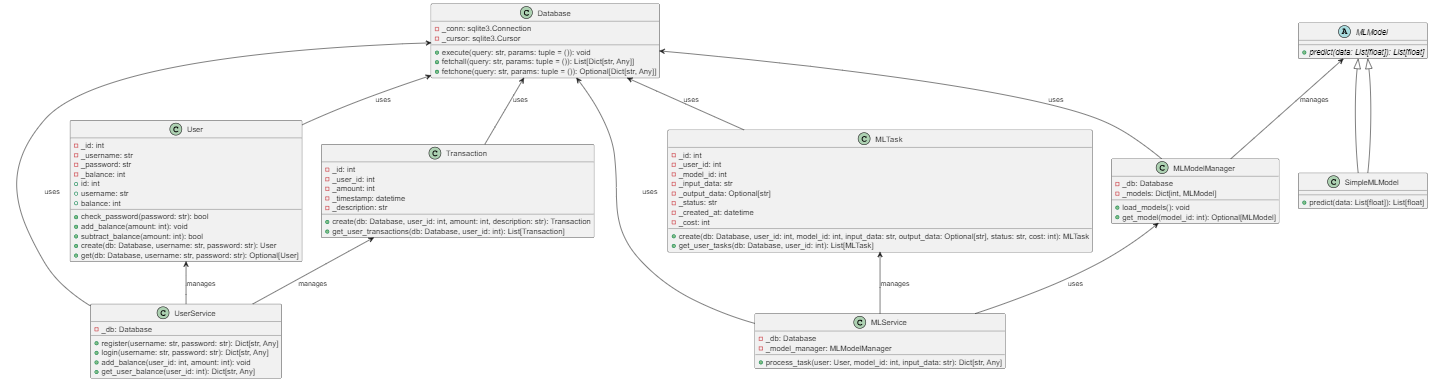 C Database
_conn: sqlite3.Connection
_cursor: sqlite3.Cursor
execute(query: str, params: tuple = ()): void
fetchall(query: str, params: tuple = ()): List[Dict[str, Any]]
fetchone(query: str, params: tuple = ()): Optional[Dict[str, Any]]
A MLModel
predict(data: List[float]): List[float]
uses
uses
uses
uses
manages
C User
_id: int
_username: str
_password: str
_balance: int
id: int
username: str
balance: int
check_password(password: str): bool
add_balance(amount: int): void
subtract_balance(amount: int): bool
create(db: Database, username: str, password: str): User
get(db: Database, username: str, password: str): Optional[User]
C Transaction
_id: int
_user_id: int
_amount: int
_timestamp: datetime
_description: str
create(db: Database, user_id: int, amount: int, description: str): Transaction
get_user_transactions(db: Database, user_id: int): List[Transaction]
C MLTask
_id: int
_user_id: int
_model_id: int
_input_data: str
_output_data: Optional[str]
_status: str
_created_at: datetime
_cost: int
create(db: Database, user_id: int, model_id: int, input_data: str, output_data: Optional[str], status: str, cost: int): MLTask
get_user_tasks(db: Database, user_id: int): List[MLTask]
C MLModelManager
_db: Database
_models: Dict[int, MLModel]
load_models(): void
get_model(model_id: int): Optional[MLModel]
C SimpleMLModel
predict(data: List[float]): List[float]
uses
uses
manages
manages
manages
uses
C UserService
_db: Database
register(username: str, password: str): Dict[str, Any]
login(username: str, password: str): Dict[str, Any]
add_balance(user_id: int, amount: int): void
get_user_balance(user_id: int): Dict[str, Any]
C MLService
_db: Database
_model_manager: MLModelManager
process_task(user: User, model_id: int, input_data: str): Dict[str, Any]